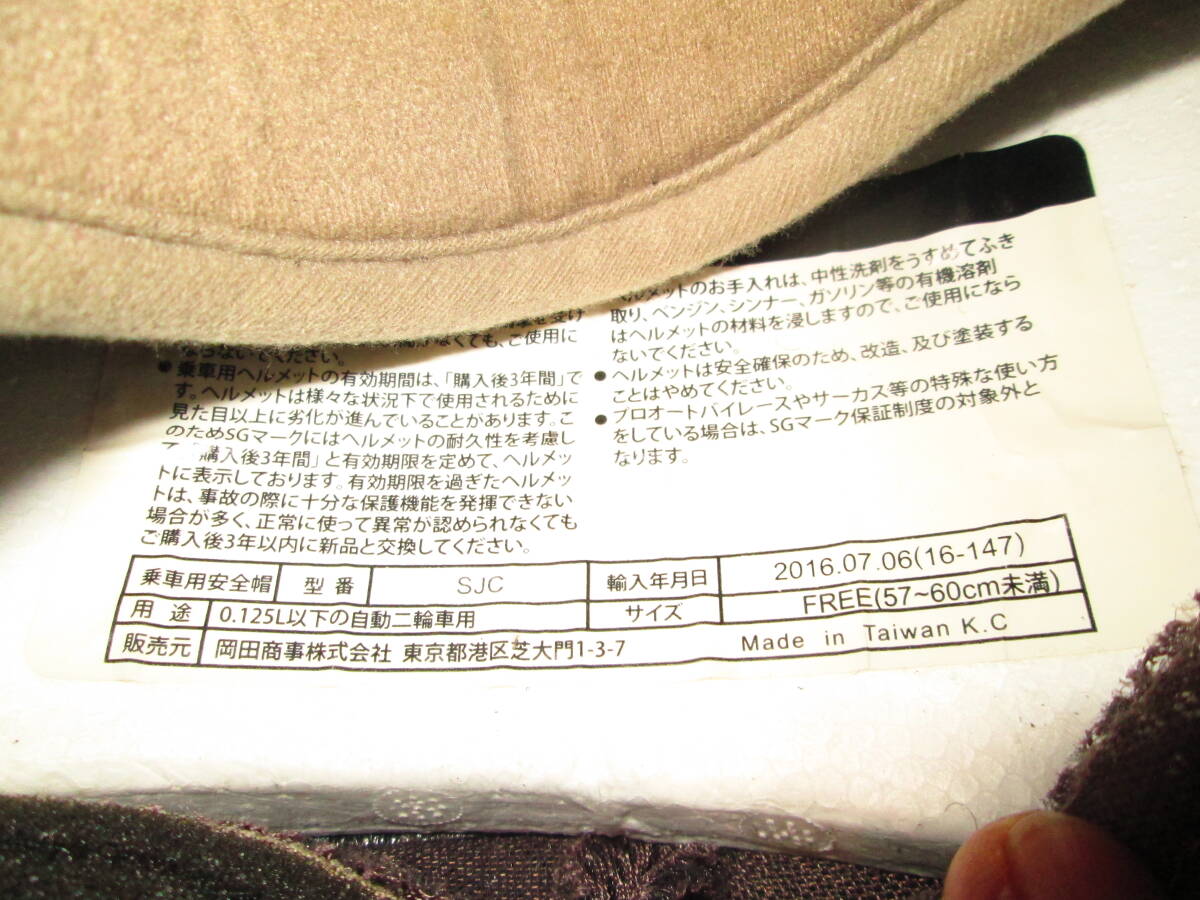 なくても、ご使用に
ならないでください。
● 乗車用ヘルメットの有効期間は、「購入後3年間」で
す。ヘルメットは様々な状況下で使用されるために
見た目以上に劣化が進んでいることがあります。こ
のためSGマークにはヘルメットの耐久性を考慮し
「購入後3年間」と有効期限を定めて、ヘルメッ
トに表示しております。有効期限を過ぎたヘルメッ
トは、事故の際に十分な保護機能を発揮できない
場合が多く、正常に使って異常が認められなくても
ご購入後3年以内に新品と交換してください。
ヘルメットのお手入れは、中性洗剤をうすめてふき
取り、ベンジン、シンナー、ガソリン等の有機溶剤
はヘルメットの材料を浸しますので、ご使用になら
ないでください。
● ヘルメットは安全確保のため、改造、及び塗装する
ことはやめてください。
● プロオートバイレースやサーカス等の特殊な使い方
をしている場合は、SGマーク保証制度の対象外と
なります。
乗車用安全帽 型番 SJC 輸入年月日 2016.07.06(16-147)
用途 0.125L以下の自動二輪車用 サイズ FREE(57~60cm未満)
販売元 岡田商事株式会社 東京都港区芝大門1-3-7 Made in Taiwan K.C